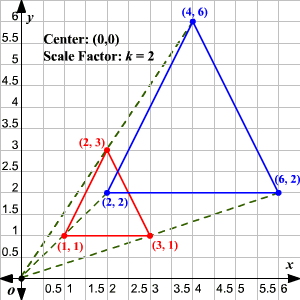 6 y
(4, 6)
5.5
Center: (0,0)
5
Scale Factor: k = 2
4.5
4
3.5
(2, 3)
3
2.5
(6, 2)
2
(2, 2)
1.5
1
(1, 1)
(3, 1)
0.5
x
o
0.5 1 1.5 2 2.5 3 3.5 4 4.5 5 5.5 6